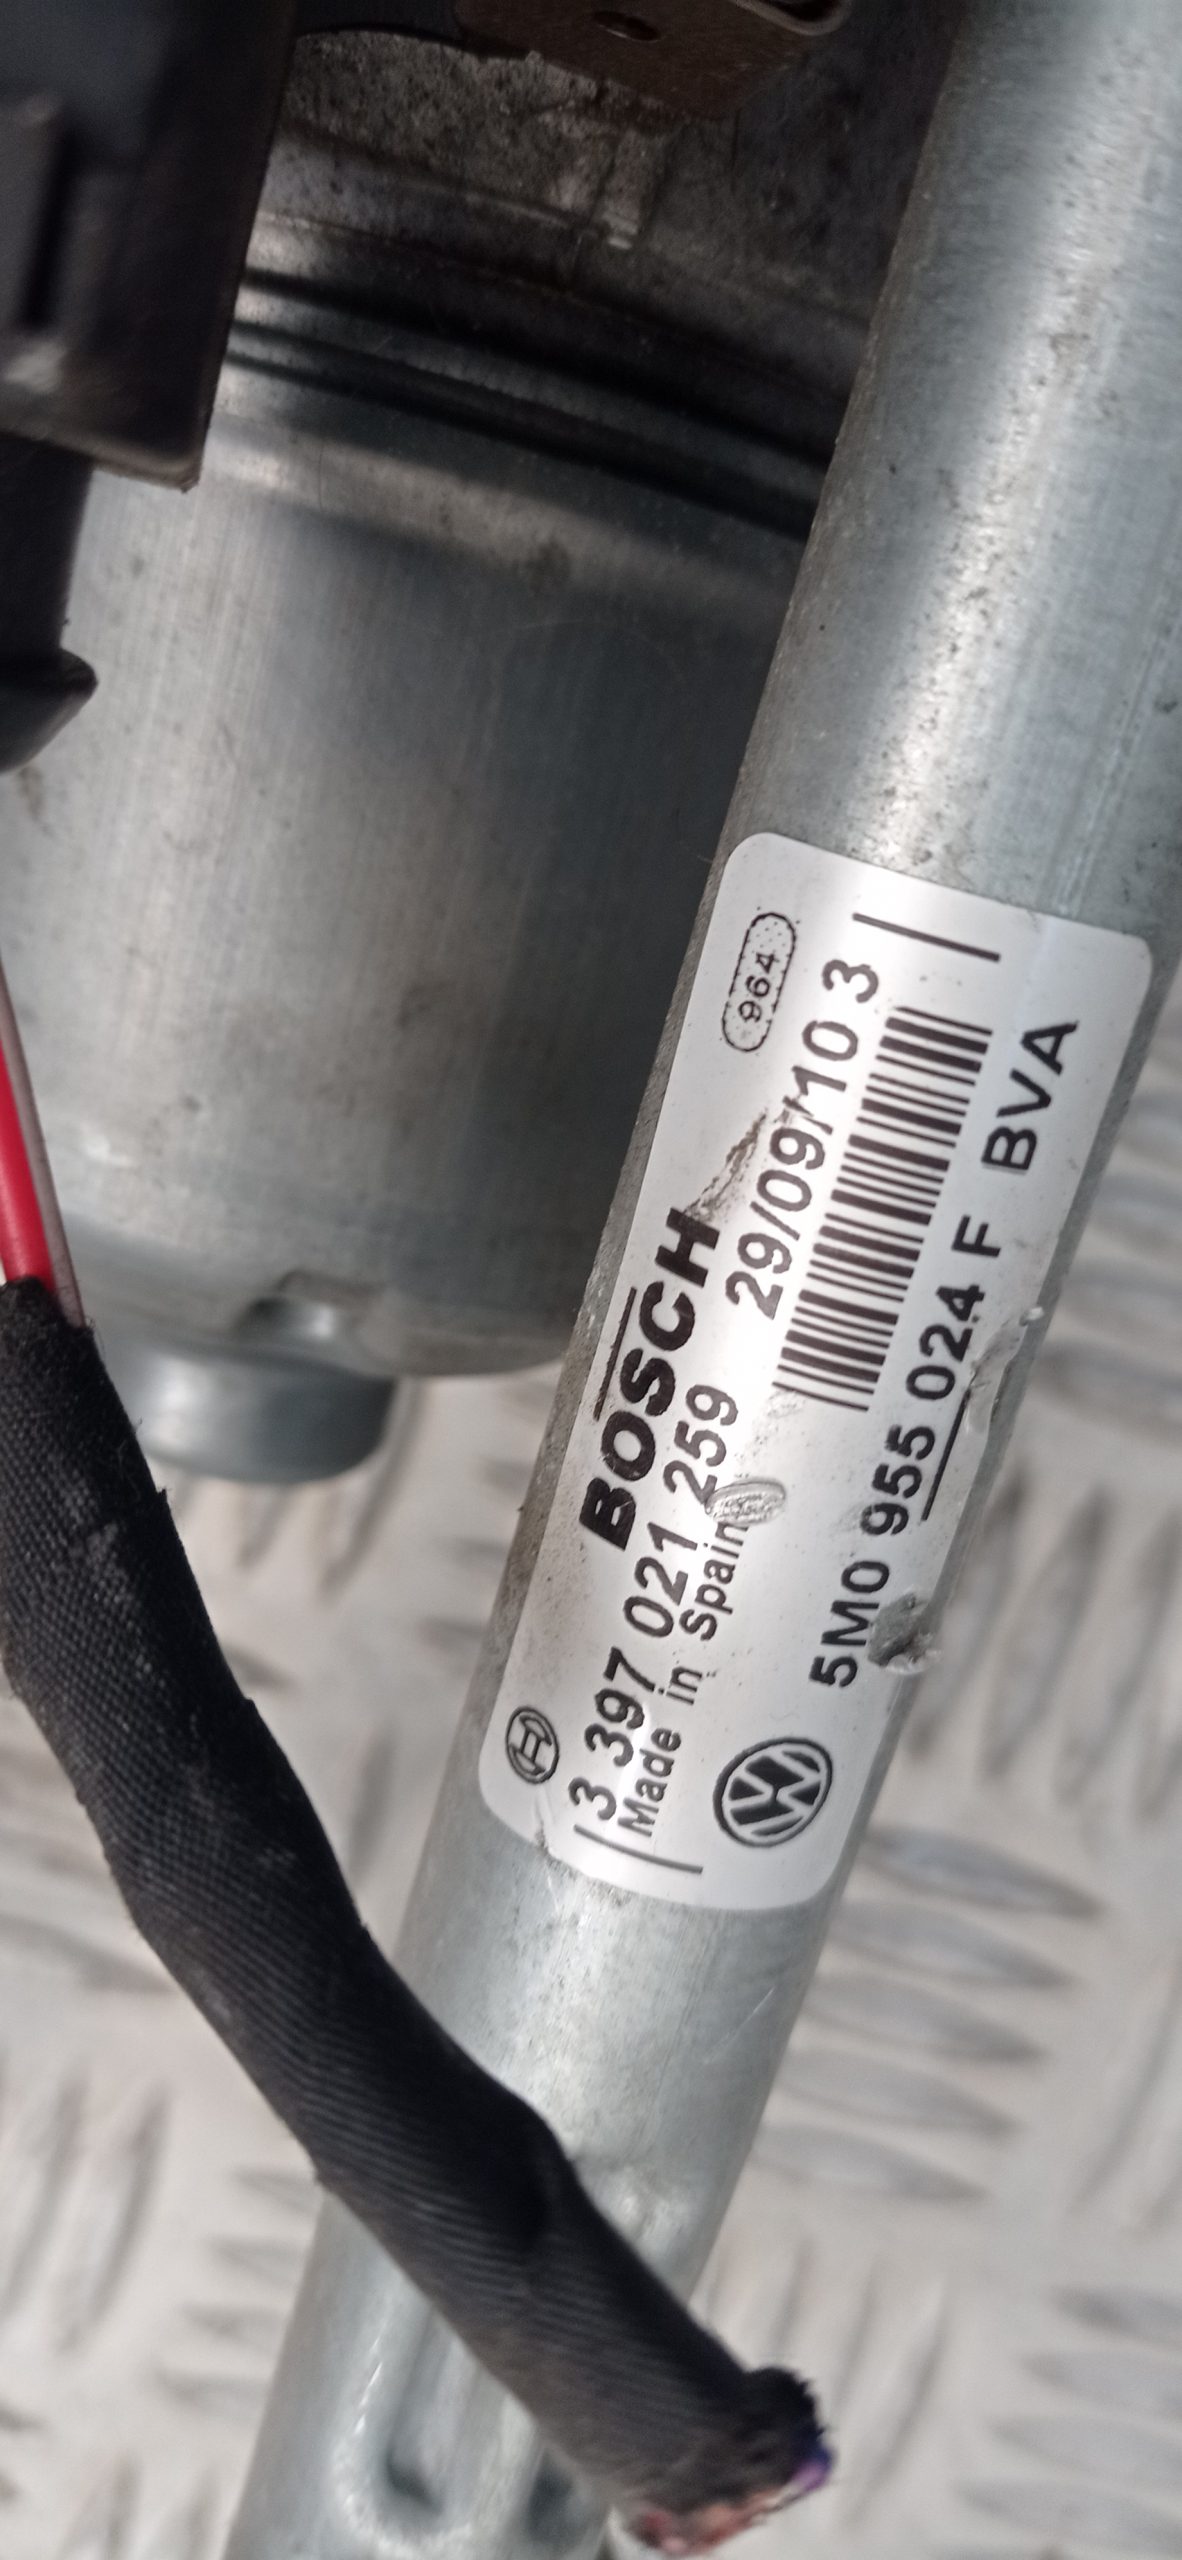 BOSCH
964
3 397 021 259 29/09/10 3
Made in Spain
5M0 955 024 F BVA